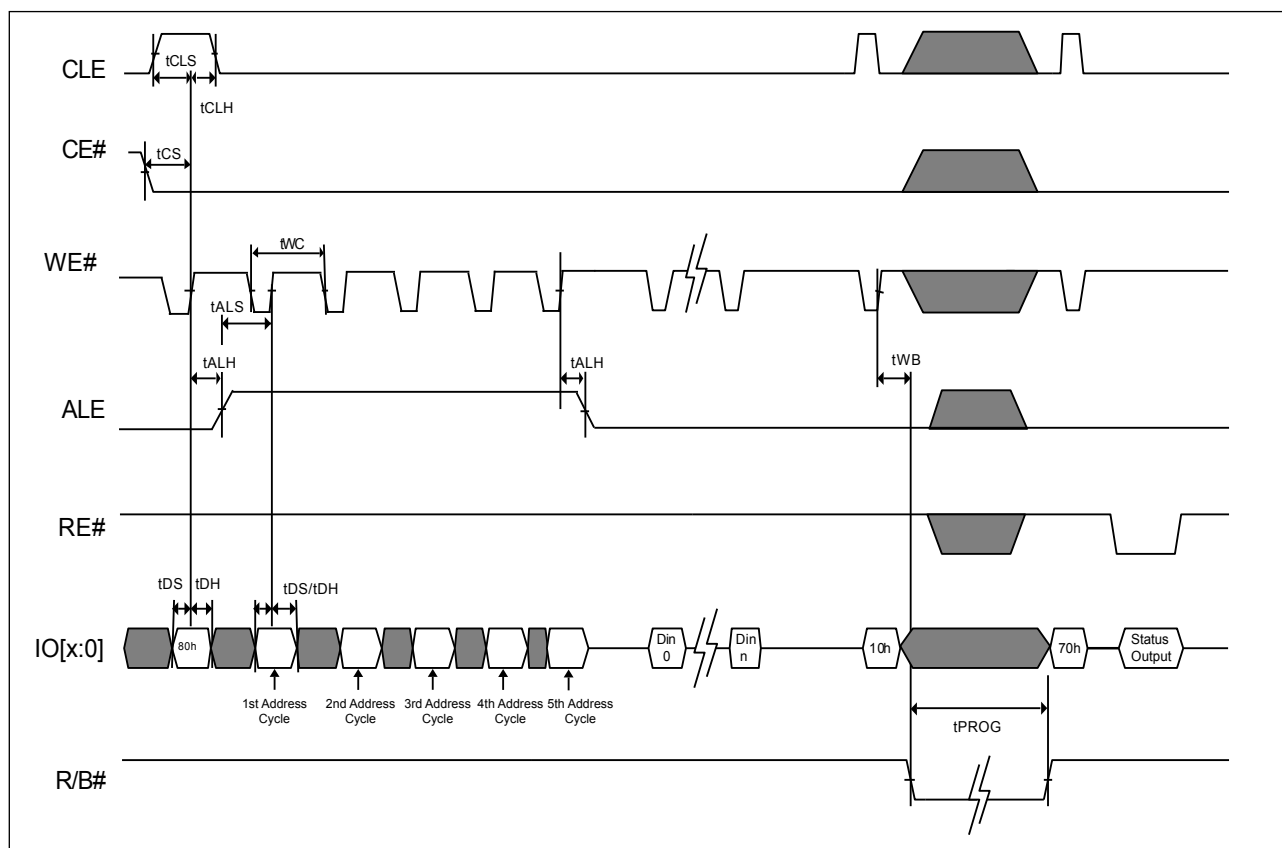 CLE
tCLS
tCLH
CE#
tCS
WE#
tWC
tALS
tALH
tALH
tWB
ALE
RE#
tDS
tDH
tDS/tDH
IO[x:0]
80h
Din
0
Din
n
10h
70h
Status
Output
1st Address
Cycle
2nd Address
Cycle
3rd Address
Cycle
4th Address
Cycle
5th Address
Cycle
tPROG
R/B#